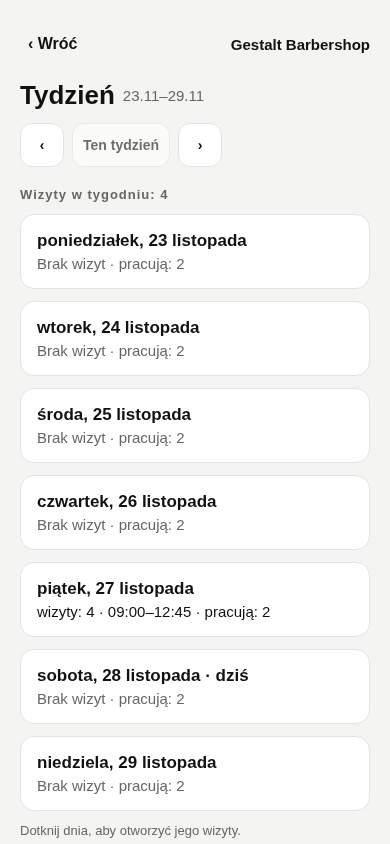 ‹ Wróć
Gestalt Barbershop
Tydzień 23.11–29.11
‹ Ten tydzień ›
Wizyty w tygodniu: 4
poniedziałek, 23 listopada
Brak wizyt · pracują: 2
wtorek, 24 listopada
Brak wizyt · pracują: 2
środa, 25 listopada
Brak wizyt · pracują: 2
czwartek, 26 listopada
Brak wizyt · pracują: 2
piątek, 27 listopada
wizyty: 4 · 09:00–12:45 · pracują: 2
sobota, 28 listopada · dziś
Brak wizyt · pracują: 2
niedziela, 29 listopada
Brak wizyt · pracują: 2
Dotknij dnia, aby otworzyć jego wizyty.